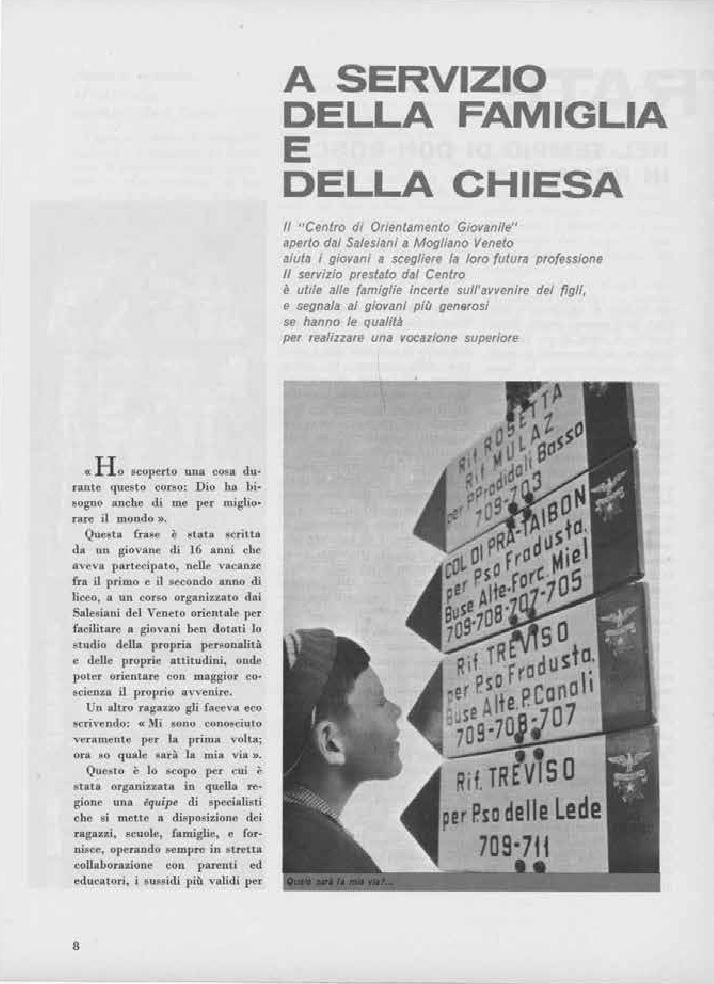 A SERVIZIO
DELLA FAMIGLIA
E
DELLA CHIESA
Il "Centro di Orientamento Giovanile"
aperto dai Salesiani a Mogliano Veneto
aiuta i giovani a scegliere la loro futura professione
Il servizio prestato dal Centro
è utile alle famiglie incerte sull'avvenire dei figli,
e segnala ai giovani più generosi
se hanno le qualità
per realizzare una vocazione superiore
« Ho scoperto una cosa du-
rante questo corso: Dio ha bi-
sogno anche di me per miglio-
rare il mondo ».
Questa frase è stata scritta
da un giovane di 16 anni che
aveva partecipato, nelle vacanze
fra il primo e il secondo anno di
liceo, a un corso organizzato dai
Salesiani del Veneto orientale per
facilitare a giovani ben dotati lo
studio della propria personalità
e delle proprie attitudini, onde
poter orientare con maggior co-
scienza il proprio avvenire.
Un altro ragazzo gli faceva eco
scrivendo: « Mi sono conosciuto
veramente per la prima volta;
ora so quale sarà la mia via ».
Questo è lo scopo per cui è
stata organizzata in quella re-
gione una équipe di specialisti
che si mette a disposizione dei
ragazzi, scuole, famiglie, e for-
nisce, operando sempre in stretta
collaborazione con parenti ed
educatori, i sussidi più validi per
Rif. ROSETTA
Rif. MULAZ
per P.Pradidali Basso
709-703
COL DI PRÀ-TAIBON
per Pso Fradusta.
Buse Alte-Forc. Miel
709-708-707-705
Rif TREVISO
per Pso Fradusta.
Buse Alte.P.Canali
709-708-707
Rif. TREVISO
per Pso delle Lede
709-711
Quale sarà la mia via?...
8